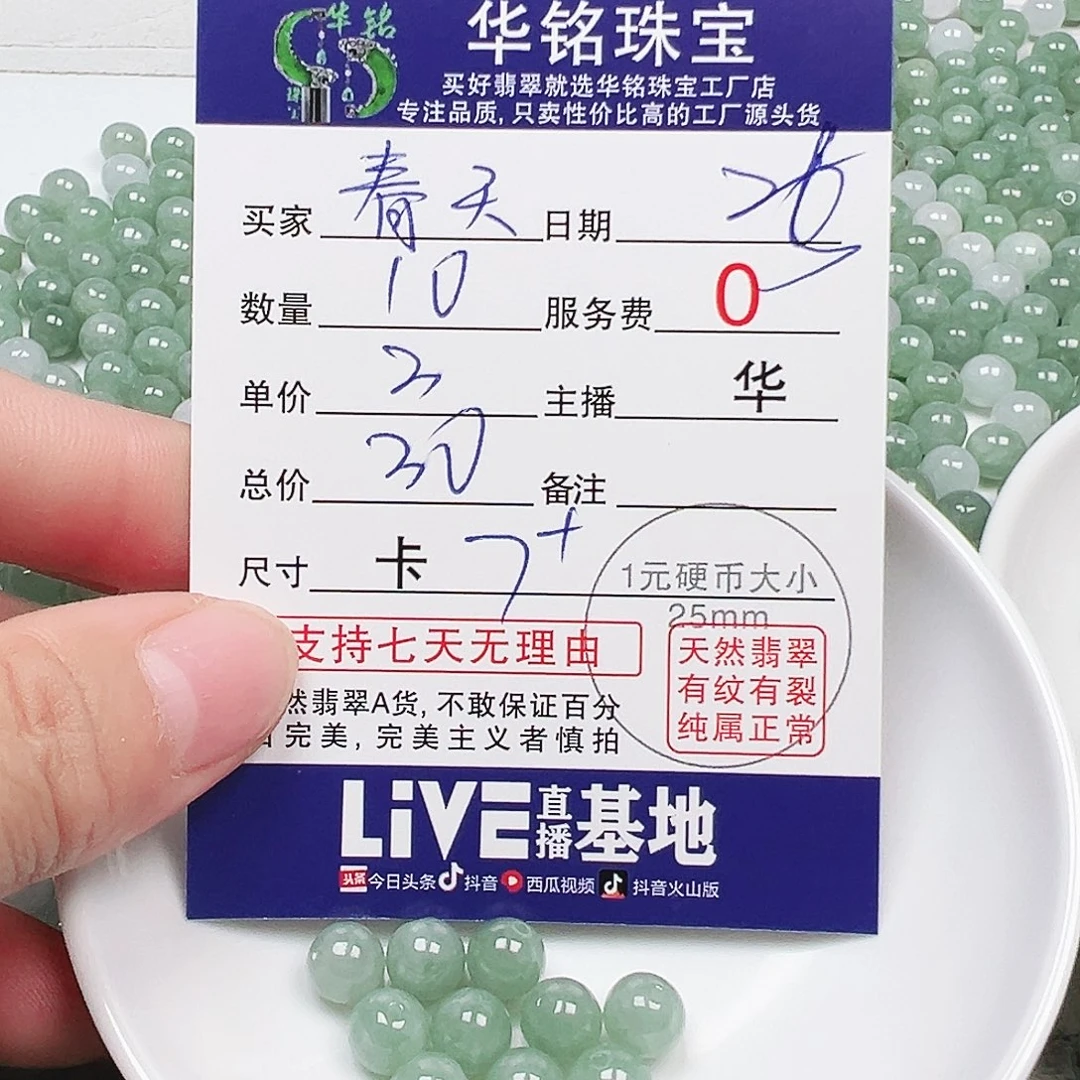 华铭
华铭珠宝
买好翡翠就选华铭珠宝工厂店
专注品质,只卖性价比高的工厂源头货
买家 春天 日期
数量 10 服务费 0
单价 主播 华
总价 30 备注
尺寸 卡 7+
1元硬币大小
25mm
支持七天无理由
天然翡翠
有纹有裂
纯属正常
然翡翠A货,不敢保证百分
完美,完美主义者慎拍
LiVE直播基地
头条 今日头条 抖音 西瓜视频 抖音火山版